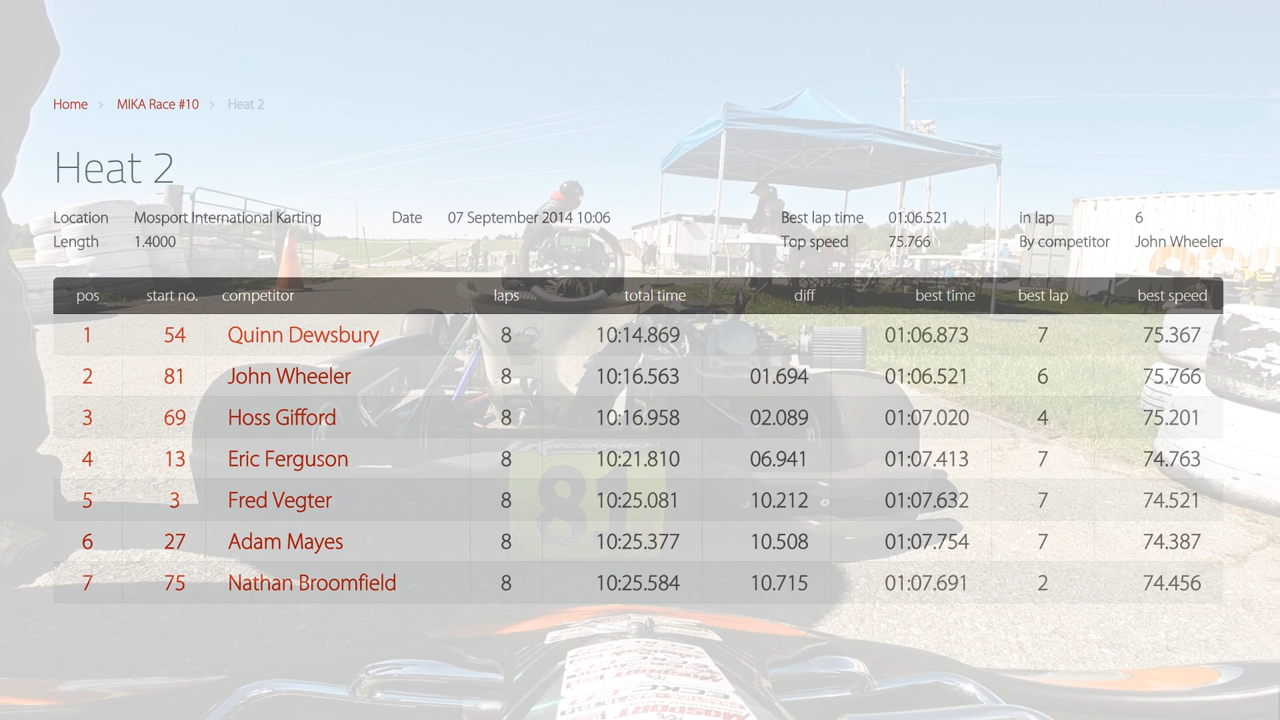 Home > MIKA Race #10 > Heat 2
Heat 2
Location Mosport International Karting Date 07 September 2014 10:06 Best lap time 01:06.521 in lap 6
Length 1.4000 Top speed 75.766 By competitor John Wheeler
pos start no. competitor laps total time diff best time best lap best speed
1 54 Quinn Dewsbury 8 10:14.869 01:06.873 7 75.367
2 81 John Wheeler 8 10:16.563 01.694 01:06.521 6 75.766
3 69 Hoss Gifford 8 10:16.958 02.089 01:07.020 4 75.201
4 13 Eric Ferguson 8 10:21.810 06.941 01:07.413 7 74.763
5 3 Fred Vegter 8 10:25.081 10.212 01:07.632 7 74.521
6 27 Adam Mayes 8 10:25.377 10.508 01:07.754 7 74.387
7 75 Nathan Broomfield 8 10:25.584 10.715 01:07.691 2 74.456
81
MOSPORT